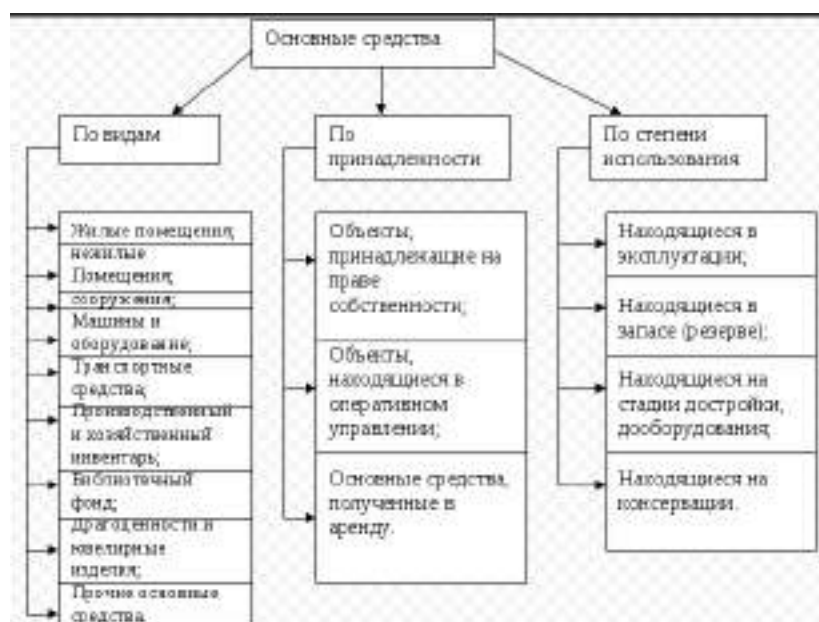 Основные средства
По видам
Жилые помещения;
нежилые
Помещения;
сооружения;
Машины и
оборудование;
Транспортные
средства;
Производственный
и хозяйственный
инвентарь;
Библиотечный
фонд;
Драгоценности и
ювелирные
изделия;
Прочие основные
средства.
По
принадлежности
Объекты,
принадлежащие на
праве
собственности;
Объекты,
находящиеся в
оперативном
управлении;
Основные средства,
полученные в
аренду.
По степени
использования
Находящиеся в
эксплуктации;
Находящиеся в
запасе (резерве);
Находящиеся на
стадии достройки,
дооборудования;
Находящиеся на
консервации.